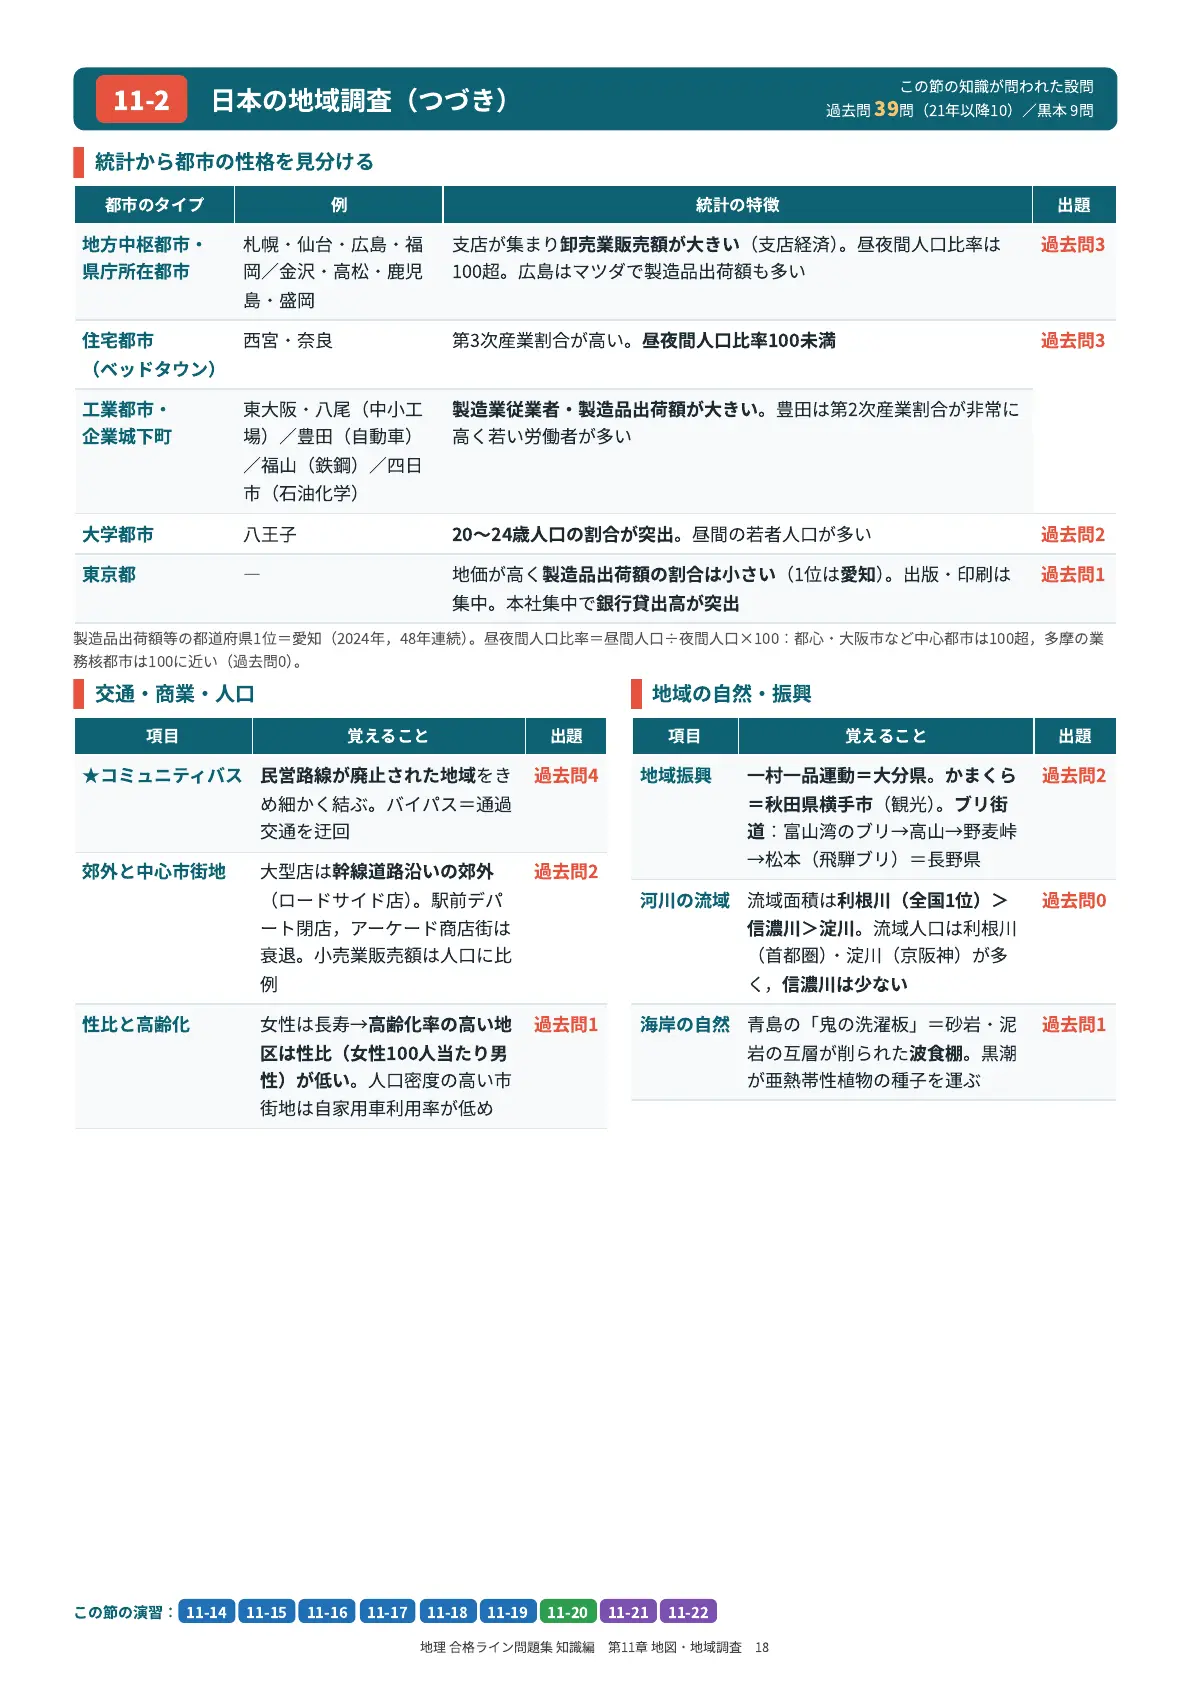 11-2 日本の地域調査（つづき）
この節の知識が問われた設問
過去問 39問（21年以降10）／黒本 9問
統計から都市の性格を見分ける
都市のタイプ 例 統計の特徴 出題
地方中枢都市・ 札幌・仙台・広島・福 支店が集まり卸売業販売額が大きい（支店経済）。昼夜間人口比率は 過去問3
県庁所在都市 岡／金沢・高松・鹿児 100超。広島はマツダで製造品出荷額も多い
島・盛岡
住宅都市 西宮・奈良 第3次産業割合が高い。昼夜間人口比率100未満 過去問3
（ベッドタウン）
工業都市・ 東大阪・八尾（中小工 製造業従業者・製造品出荷額が大きい。豊田は第2次産業割合が非常に
企業城下町 場）／豊田（自動車） 高く若い労働者が多い
／福山（鉄鋼）／四日
市（石油化学）
大学都市 八王子 20〜24歳人口の割合が突出。昼間の若者人口が多い 過去問2
東京都 — 地価が高く製造品出荷額の割合は小さい（1位は愛知）。出版・印刷は 過去問1
集中。本社集中で銀行貸出高が突出
製造品出荷額等の都道府県1位＝愛知（2024年，48年連続）。昼夜間人口比率＝昼間人口÷夜間人口×100：都心・大阪市など中心都市は100超，多摩の業
務核都市は100に近い（過去問0）。
交通・商業・人口
項目 覚えること 出題
★コミュニティバス 民営路線が廃止された地域をき 過去問4
め細かく結ぶ。バイパス＝通過
交通を迂回
郊外と中心市街地 大型店は幹線道路沿いの郊外 過去問2
（ロードサイド店）。駅前デパ
ート閉店，アーケード商店街は
衰退。小売業販売額は人口に比
例
性比と高齢化 女性は長寿→高齢化率の高い地 過去問1
区は性比（女性100人当たり男
性）が低い。人口密度の高い市
街地は自家用車利用率が低め
地域の自然・振興
項目 覚えること 出題
地域振興 一村一品運動＝大分県。かまくら 過去問2
＝秋田県横手市（観光）。ブリ街
道：富山湾のブリ→高山→野麦峠
→松本（飛騨ブリ）＝長野県
河川の流域 流域面積は利根川（全国1位）＞ 過去問0
信濃川＞淀川。流域人口は利根川
（首都圏）・淀川（京阪神）が多
く，信濃川は少ない
海岸の自然 青島の「鬼の洗濯板」＝砂岩・泥 過去問1
岩の互層が削られた波食棚。黒潮
が亜熱帯性植物の種子を運ぶ
この節の演習： 11-14 11-15 11-16 11-17 11-18 11-19 11-20 11-21 11-22
地理 合格ライン問題集 知識編 第11章 地図・地域調査 18